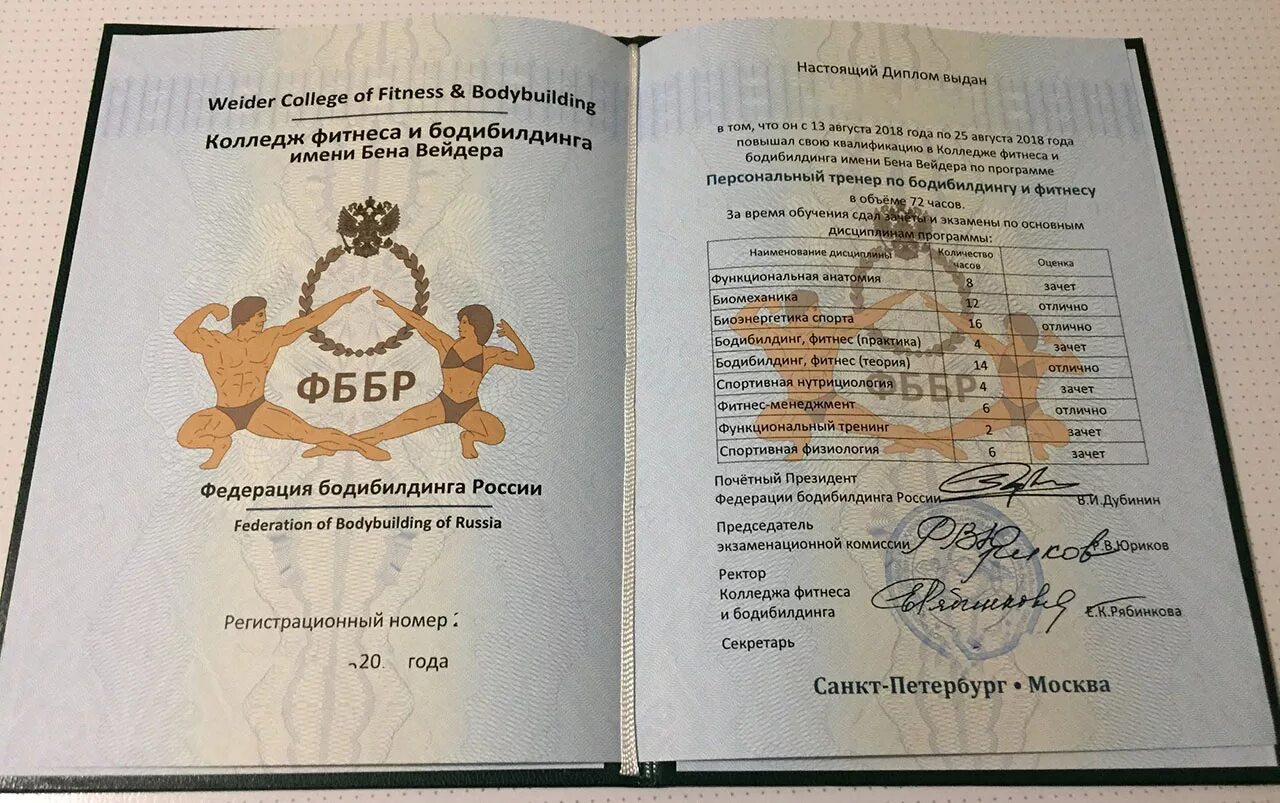 Weider College of Fitness & Bodybuilding
Колледж фитнеса и бодибилдинга
имени Бена Вейдера
ФББР
Федерация бодибилдинга России
Federation of Bodybuilding of Russia
Регистрационный номер
20 года
Настоящий Диплом выдан
в том, что он с 13 августа 2018 года по 25 августа 2018 года
повышал свою квалификацию в Колледже фитнеса и
бодибилдинга имени Бена Вейдера по программе
Персональный тренер по бодибилдингу и фитнесу
в объёме 72 часов.
За время обучения сдал зачеты и экзамены по основным
дисциплинам программы:
Наименование дисциплины Количество часов Оценка
Функциональная анатомия 8 зачет
Биомеханика 12 отлично
Биоэнергетика спорта 16 отлично
Бодибилдинг, фитнес (практика) 4 зачет
Бодибилдинг, фитнес (теория) 14 отлично
Спортивная нутрициология 4 зачет
Фитнес-менеджмент 6 отлично
Функциональный тренинг 2 зачет
Спортивная физиология 6 зачет
ФББР
Почётный Президент
Федерации бодибилдинга России В.И.Дубинин
Председатель
экзаменационной комиссии Р.В.Юриков
Ректор
Колледжа фитнеса
и бодибилдинга Е.К.Рябинкова
Секретарь
Санкт-Петербург • Москва